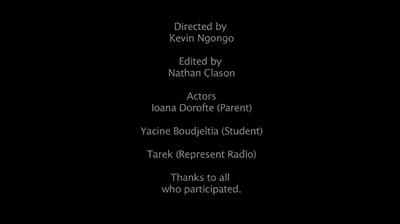 Directed by
Kevin Ngongo
Edited by
Nathan Clason
Actors
Ioana Dorofte (Parent)
Yacine Boudjeltia (Student)
Tarek (Represent Radio)
Thanks to all
who participated.